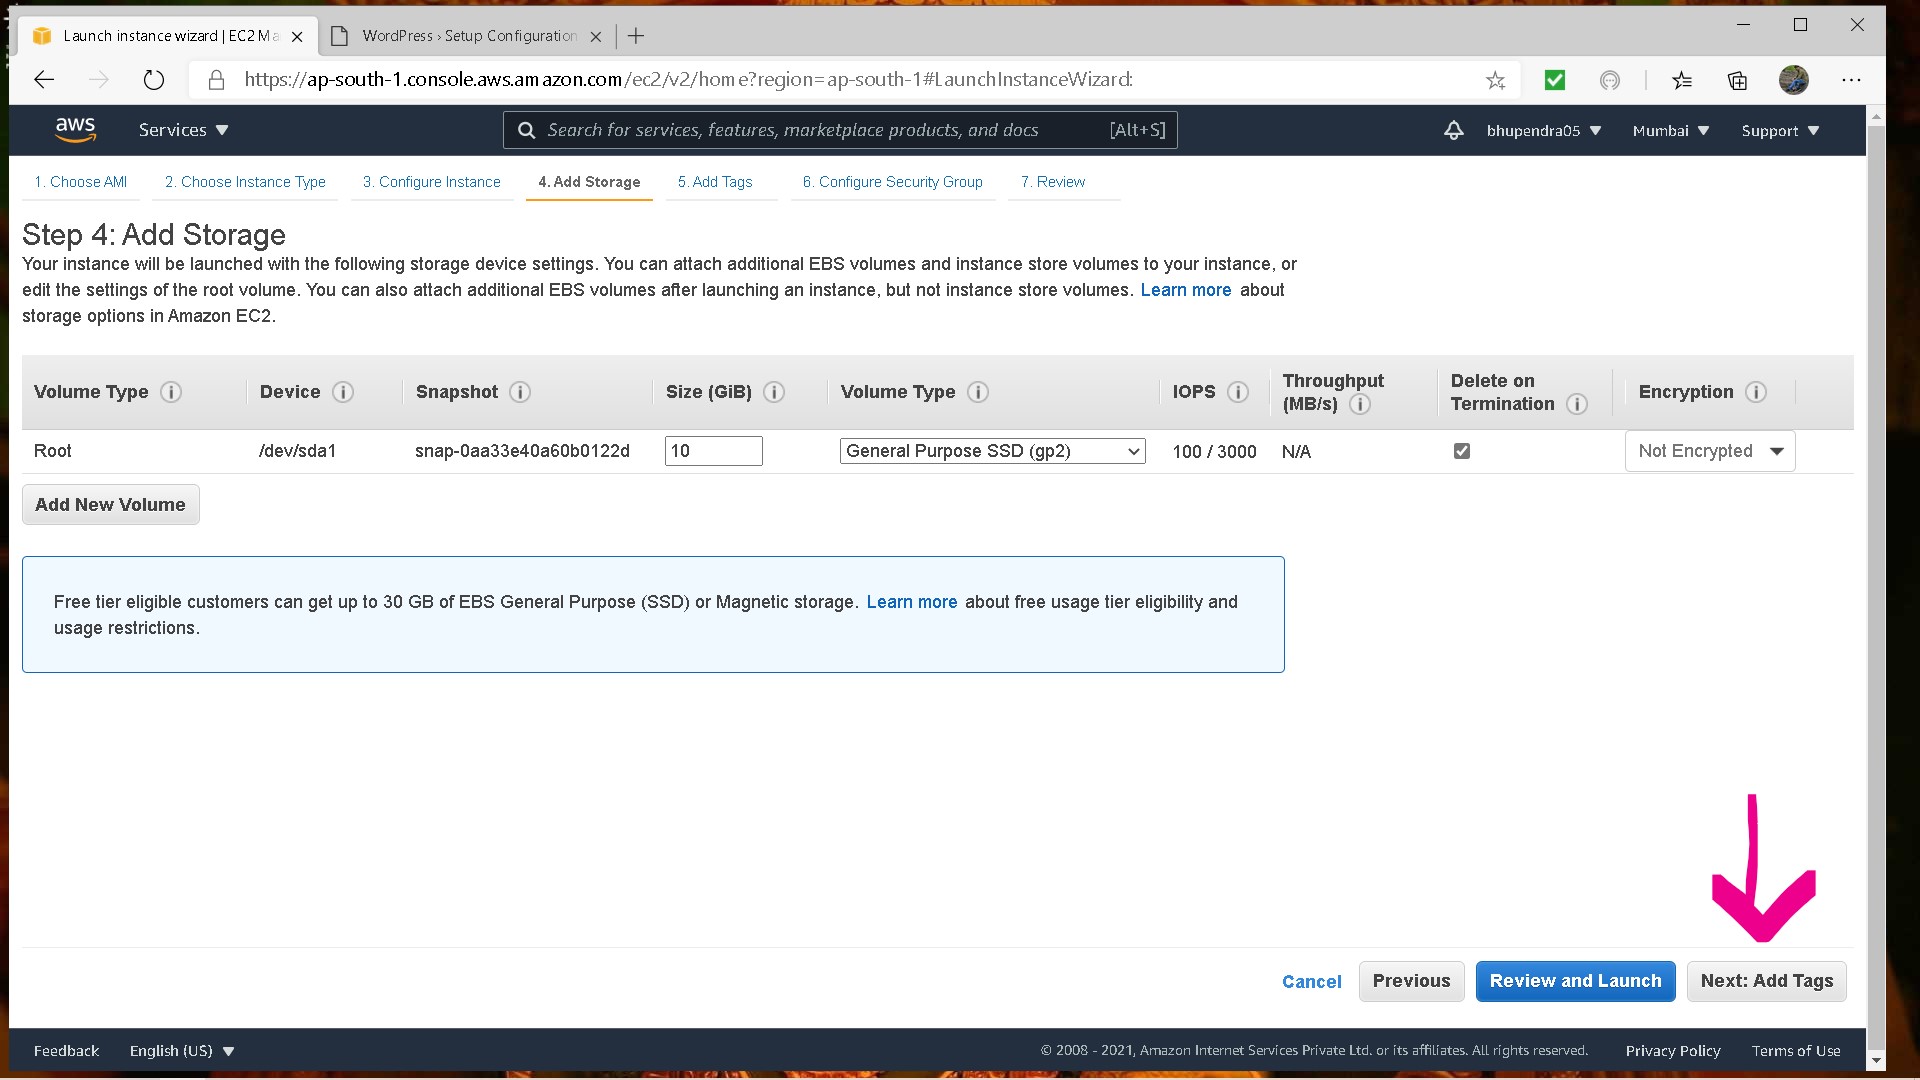 Launch instance wizard | EC2 Ma
WordPress › Setup Configuration
https://ap-south-1.console.aws.amazon.com/ec2/v2/home?region=ap-south-1#LaunchInstanceWizard:
aws
Services
Search for services, features, marketplace products, and docs
[Alt+S]
bhupendra05
Mumbai
Support
1. Choose AMI
2. Choose Instance Type
3. Configure Instance
4. Add Storage
5. Add Tags
6. Configure Security Group
7. Review
Step 4: Add Storage
Your instance will be launched with the following storage device settings. You can attach additional EBS volumes and instance store volumes to your instance, or
edit the settings of the root volume. You can also attach additional EBS volumes after launching an instance, but not instance store volumes. Learn more about
storage options in Amazon EC2.
Volume Type
Device
Snapshot
Size (GiB)
Volume Type
IOPS
Throughput
(MB/s)
Delete on
Termination
Encryption
Root
/dev/sda1
snap-0aa33e40a60b0122d
10
General Purpose SSD (gp2)
100 / 3000
N/A
Not Encrypted
Add New Volume
Free tier eligible customers can get up to 30 GB of EBS General Purpose (SSD) or Magnetic storage. Learn more about free usage tier eligibility and
usage restrictions.
Cancel
Previous
Review and Launch
Next: Add Tags
Feedback
English (US)
© 2008 - 2021, Amazon Internet Services Private Ltd. or its affiliates. All rights reserved.
Privacy Policy
Terms of Use